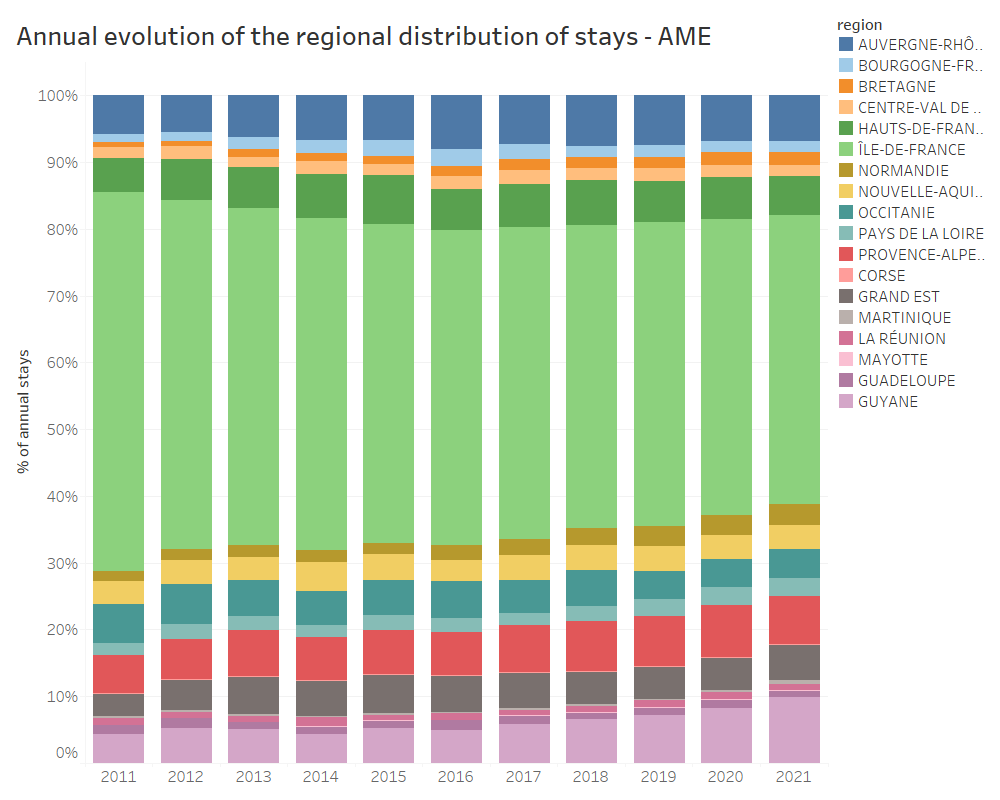 Annual evolution of the regional distribution of stays - AME
region
AUVERGNE-RHÔ..
BOURGOGNE-FR..
BRETAGNE
CENTRE-VAL DE ..
HAUTS-DE-FRAN..
ÎLE-DE-FRANCE
NORMANDIE
NOUVELLE-AQUI..
OCCITANIE
PAYS DE LA LOIRE
PROVENCE-ALPE..
CORSE
GRAND EST
MARTINIQUE
LA RÉUNION
MAYOTTE
GUADELOUPE
GUYANE
% of annual stays
100%
90%
80%
70%
60%
50%
40%
30%
20%
10%
0%
2011 2012 2013 2014 2015 2016 2017 2018 2019 2020 2021